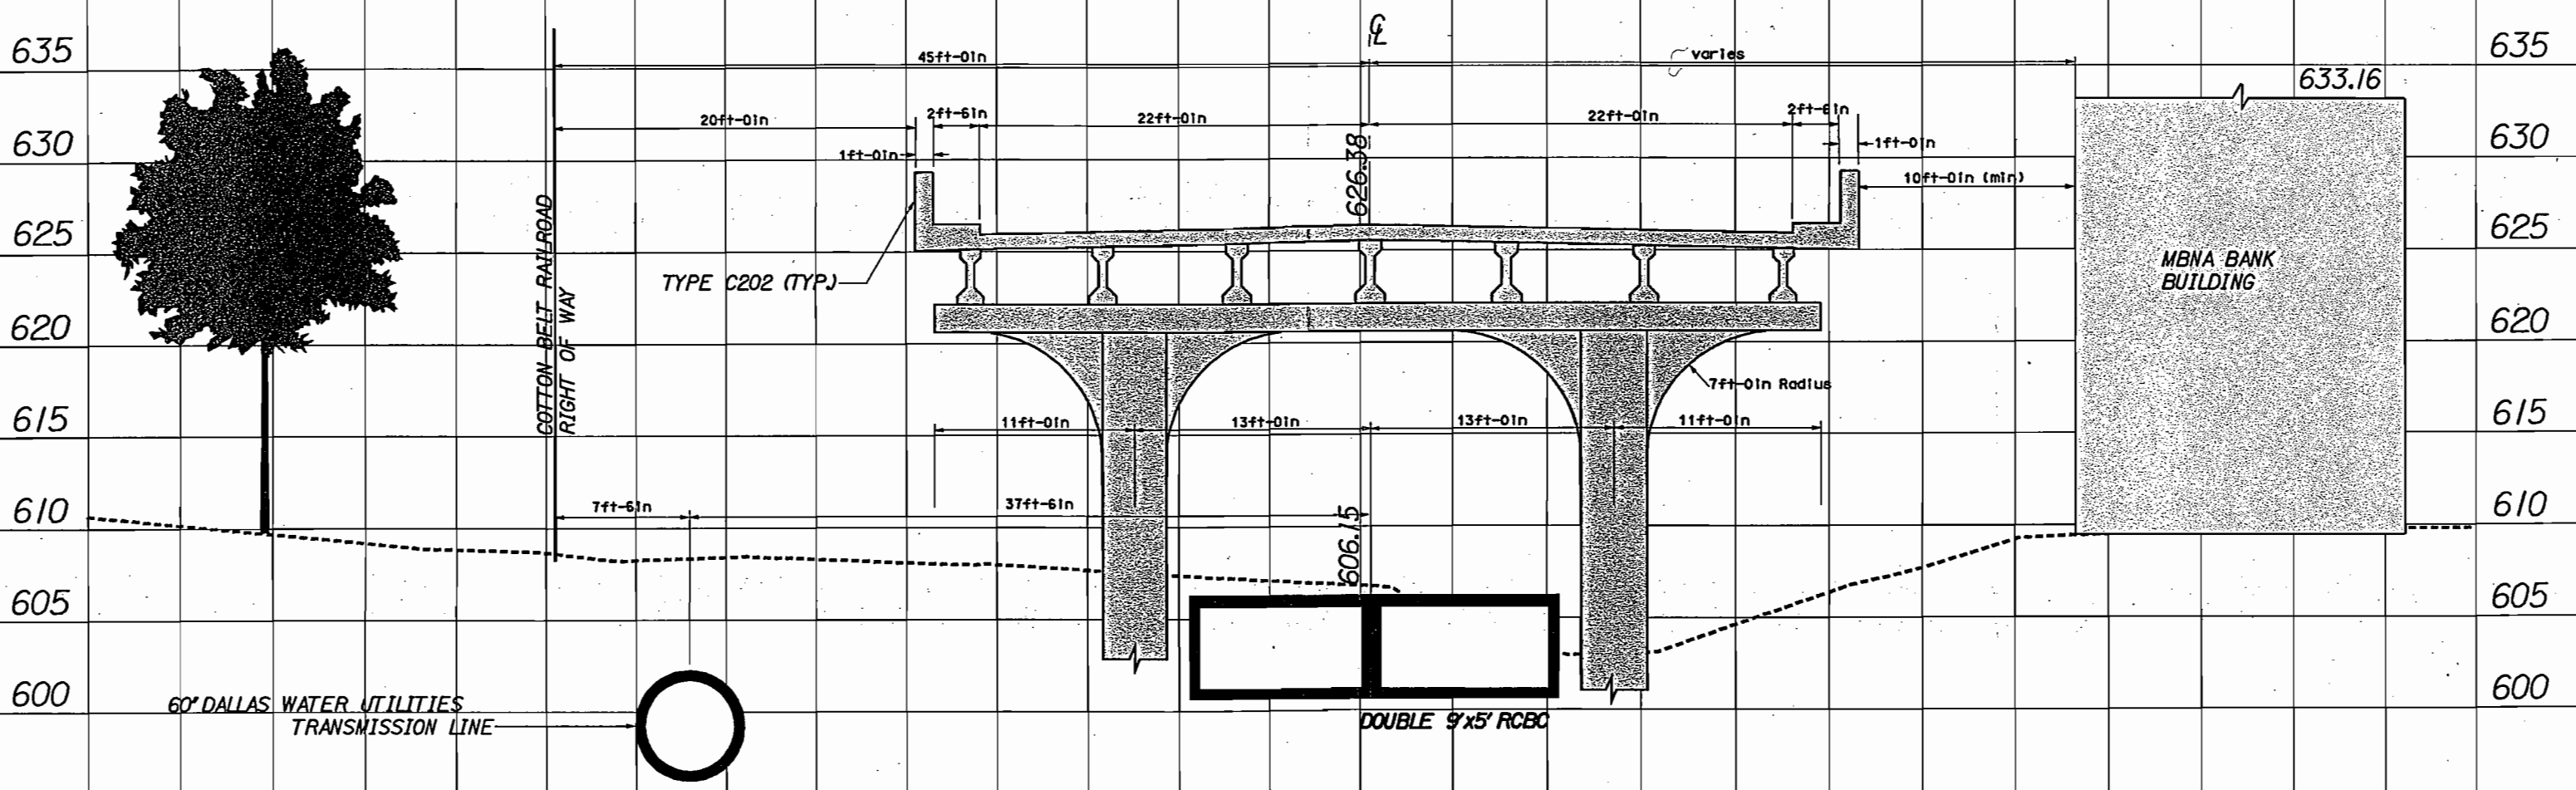 ℄
635
45ft-0in
varies
635
633.16
2ft-6in
22ft-0in
22ft-0in
2ft-6in
20ft-0in
630
1ft-0in
626.38
1ft-0in
630
10ft-0in (min)
625
COTTON BELT RAILROAD
RIGHT OF WAY
625
TYPE C202 (TYP.)
MBNA BANK
BUILDING
620
620
7ft-0in Radius
615
11ft-0in
13ft-0in
13ft-0in
11ft-0in
615
610
7ft-6in
37ft-6in
606.15
610
605
605
600
600
60" DALLAS WATER UTILITIES
TRANSMISSION LINE
DOUBLE 9'x5' RCBC